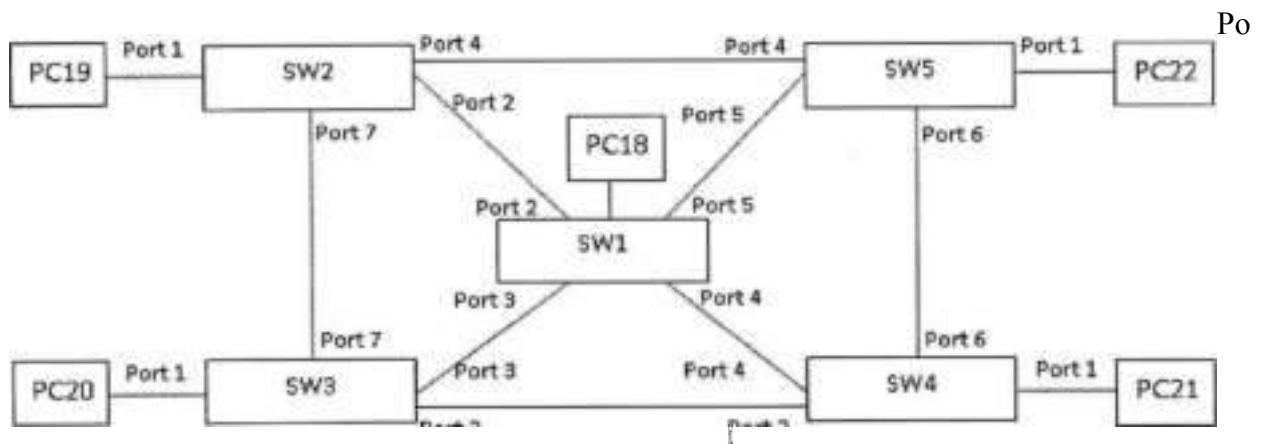 Po
Port 1 Port 4 Port 4 Port 1
PC19 SW2 SW5 PC22
Port 2 Port 5
Port 7 PC18 Port 6
Port 2 Port 5
SW1
Port 3 Port 4
Port 7 Port 6
Port 1 Port 3 Port 4 Port 1
PC20 SW3 SW4 PC21